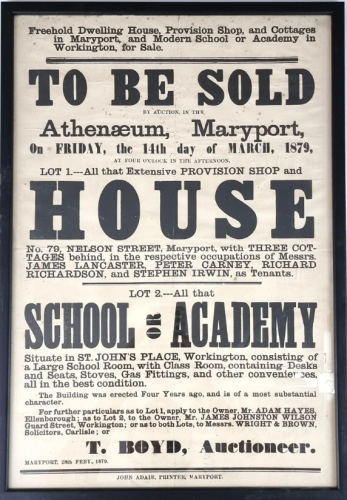 Freehold Dwelling House, Provision Shop, and Cottages
in Maryport, and Modern School or Academy in
Workington, for Sale.
TO BE SOLD
BY AUCTION, IN THE
Athenæum, Maryport,
On FRIDAY, the 14th day of MARCH, 1879,
AT FOUR O'CLOCK IN THE AFTERNOON.
LOT 1.---All that Extensive PROVISION SHOP and
HOUSE
No. 79, NELSON STREET, Maryport, with THREE COT-
TAGES behind, in the respective occupations of Messrs.
JAMES LANCASTER, PETER CARNEY, RICHARD
RICHARDSON, and STEPHEN IRWIN, as Tenants.
LOT 2.---All that
SCHOOL OR ACADEMY
Situate in ST. JOHN'S PLACE, Workington, consisting of
a Large School Room, with Class Room, containing Desks
and Seats, Stoves, Gas Fittings, and other conveniences,
all in the best condition.
The Building was erected Four Years ago, and is of a most substantial
character.
For further particulars as to Lot 1, apply to the Owner, Mr. ADAM HAYES,
Ellenborough; as to Lot 2, to the Owner, Mr. JAMES JOHNSTON WILSON
Guard Street, Workington; or as to both Lots, to Messrs. WRIGHT & BROWN,
Solicitors, Carlisle; or
T. BOYD, Auctioneer.
MARYPORT, 28th FEBY., 1879.
JOHN ADAIR, PRINTER, MARYPORT.